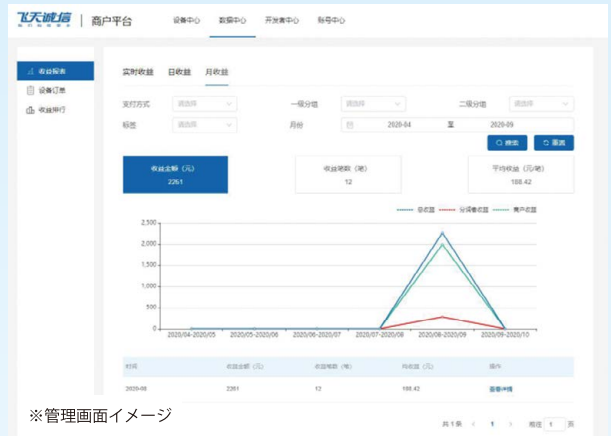 飞天诚信 | 商户平台
设备中心 数据中心 开发者中心 账号中心
收益报表
设备订单
收益排行
实时收益 日收益 月收益
支付方式 请选择 一级分组 请选择 二级分组 请选择
标签 请选择 月份 2020-04 至 2020-09
搜索 重置
收益金额（元）
2261
收益笔数（笔）
12
平均收益（元/笔）
188.42
总收益 分润者收益 商户收益
2,500
2,000
1,500
1,000
500
0
2020/04-2020/05 2020/05-2020/06 2020/06-2020/07 2020/07-2020/08 2020/08-2020/09 2020/09-2020/10
时间 收益金额（元） 收益笔数（笔） 均收益（元） 操作
2020-08 2261 12 188.42 查看详情
※管理画面イメージ
共 1 条 < 1 > 前往 1 页